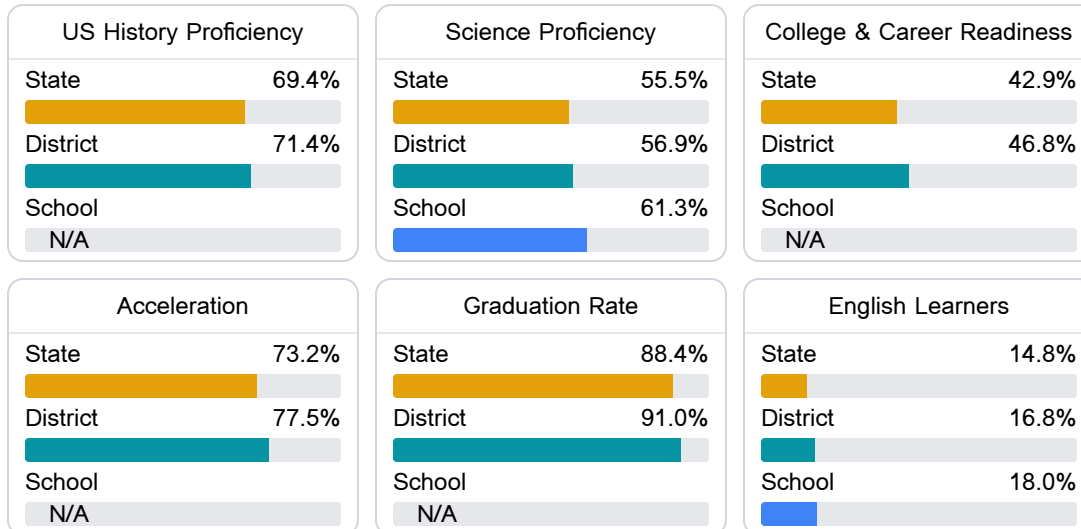 US History Proficiency
State 69.4%
District 71.4%
School
N/A
Science Proficiency
State 55.5%
District 56.9%
School 61.3%
College & Career Readiness
State 42.9%
District 46.8%
School
N/A
Acceleration
State 73.2%
District 77.5%
School
N/A
Graduation Rate
State 88.4%
District 91.0%
School
N/A
English Learners
State 14.8%
District 16.8%
School 18.0%